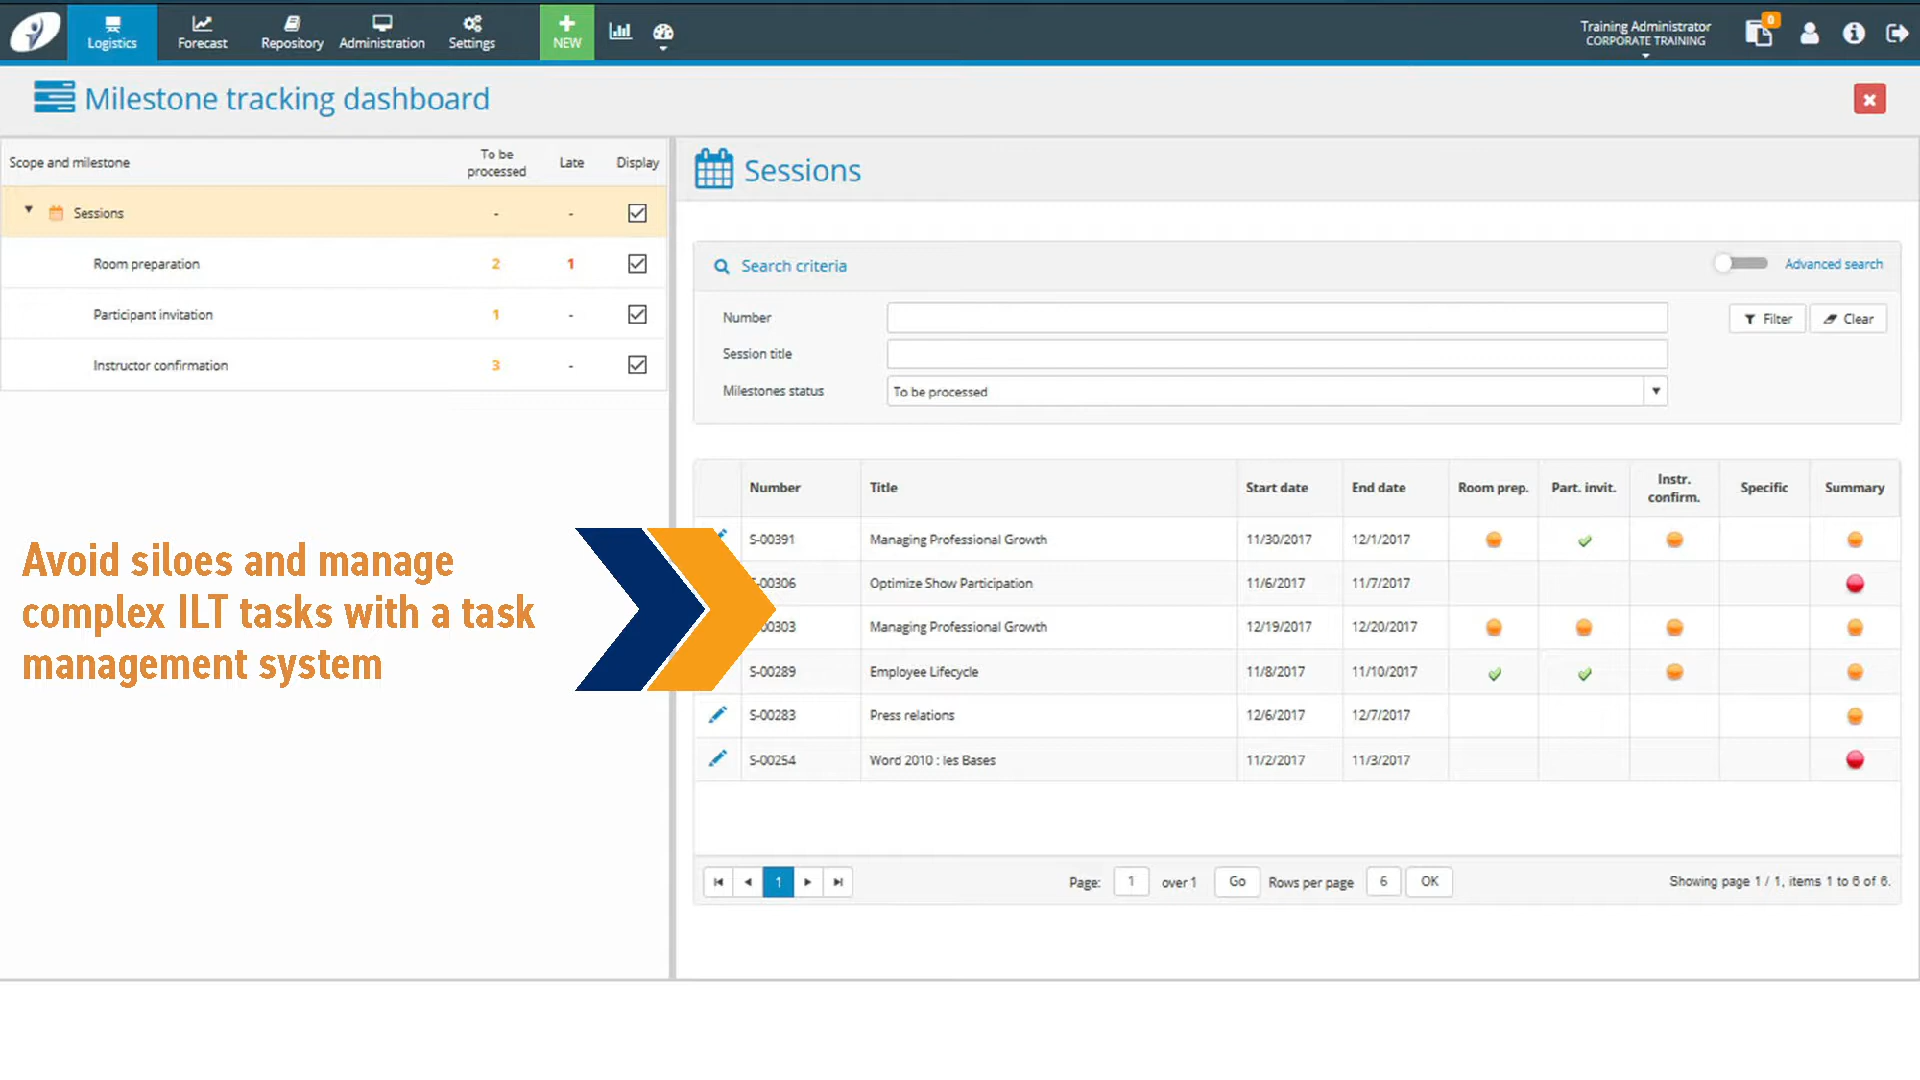 Logistics
Forecast
Repository
Administration
Settings
NEW
Training Administrator
CORPORATE TRAINING
0
Milestone tracking dashboard
Scope and milestone To be processed Late Display
Sessions - -
Room preparation 2 1
Participant invitation 1 -
Instructor confirmation 3 -
Avoid siloes and manage
complex ILT tasks with a task
management system
Sessions
Search criteria
Advanced search
Number
Filter
Clear
Session title
Milestones status To be processed
Number Title Start date End date Room prep. Part. invit. Instr. confirm. Specific Summary
S-00391 Managing Professional Growth 11/30/2017 12/1/2017
-00306 Optimize Show Participation 11/6/2017 11/7/2017
00303 Managing Professional Growth 12/19/2017 12/20/2017
S-00289 Employee Lifecycle 11/8/2017 11/10/2017
S-00283 Press relations 12/6/2017 12/7/2017
S-00254 Word 2010 : les Bases 11/2/2017 11/3/2017
1
Page: 1 over 1 Go Rows per page 6 OK
Showing page 1 / 1, items 1 to 6 of 6.